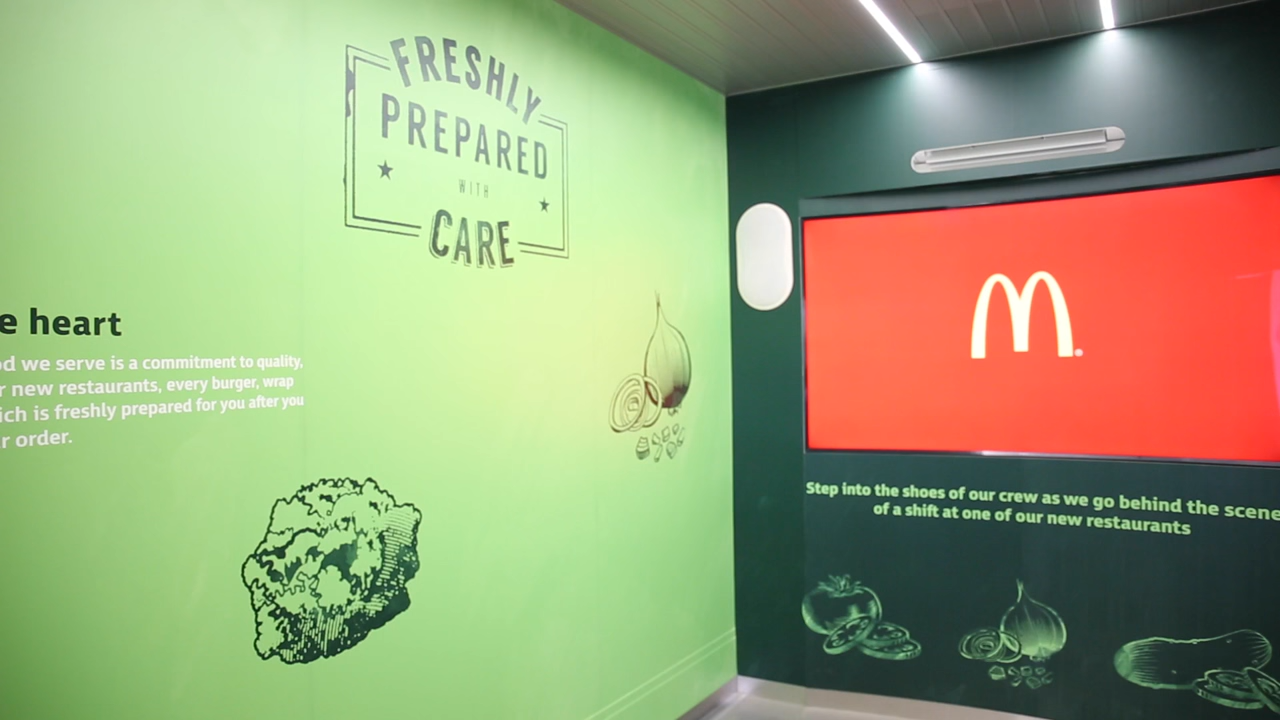 FRESHLY
PREPARED
WITH
CARE
heart
we serve is a commitment to quality,
new restaurants, every burger, wrap
is freshly prepared for you after you
order.
M
Step into the shoes of our crew as we go behind the scene
of a shift at one of our new restaurants